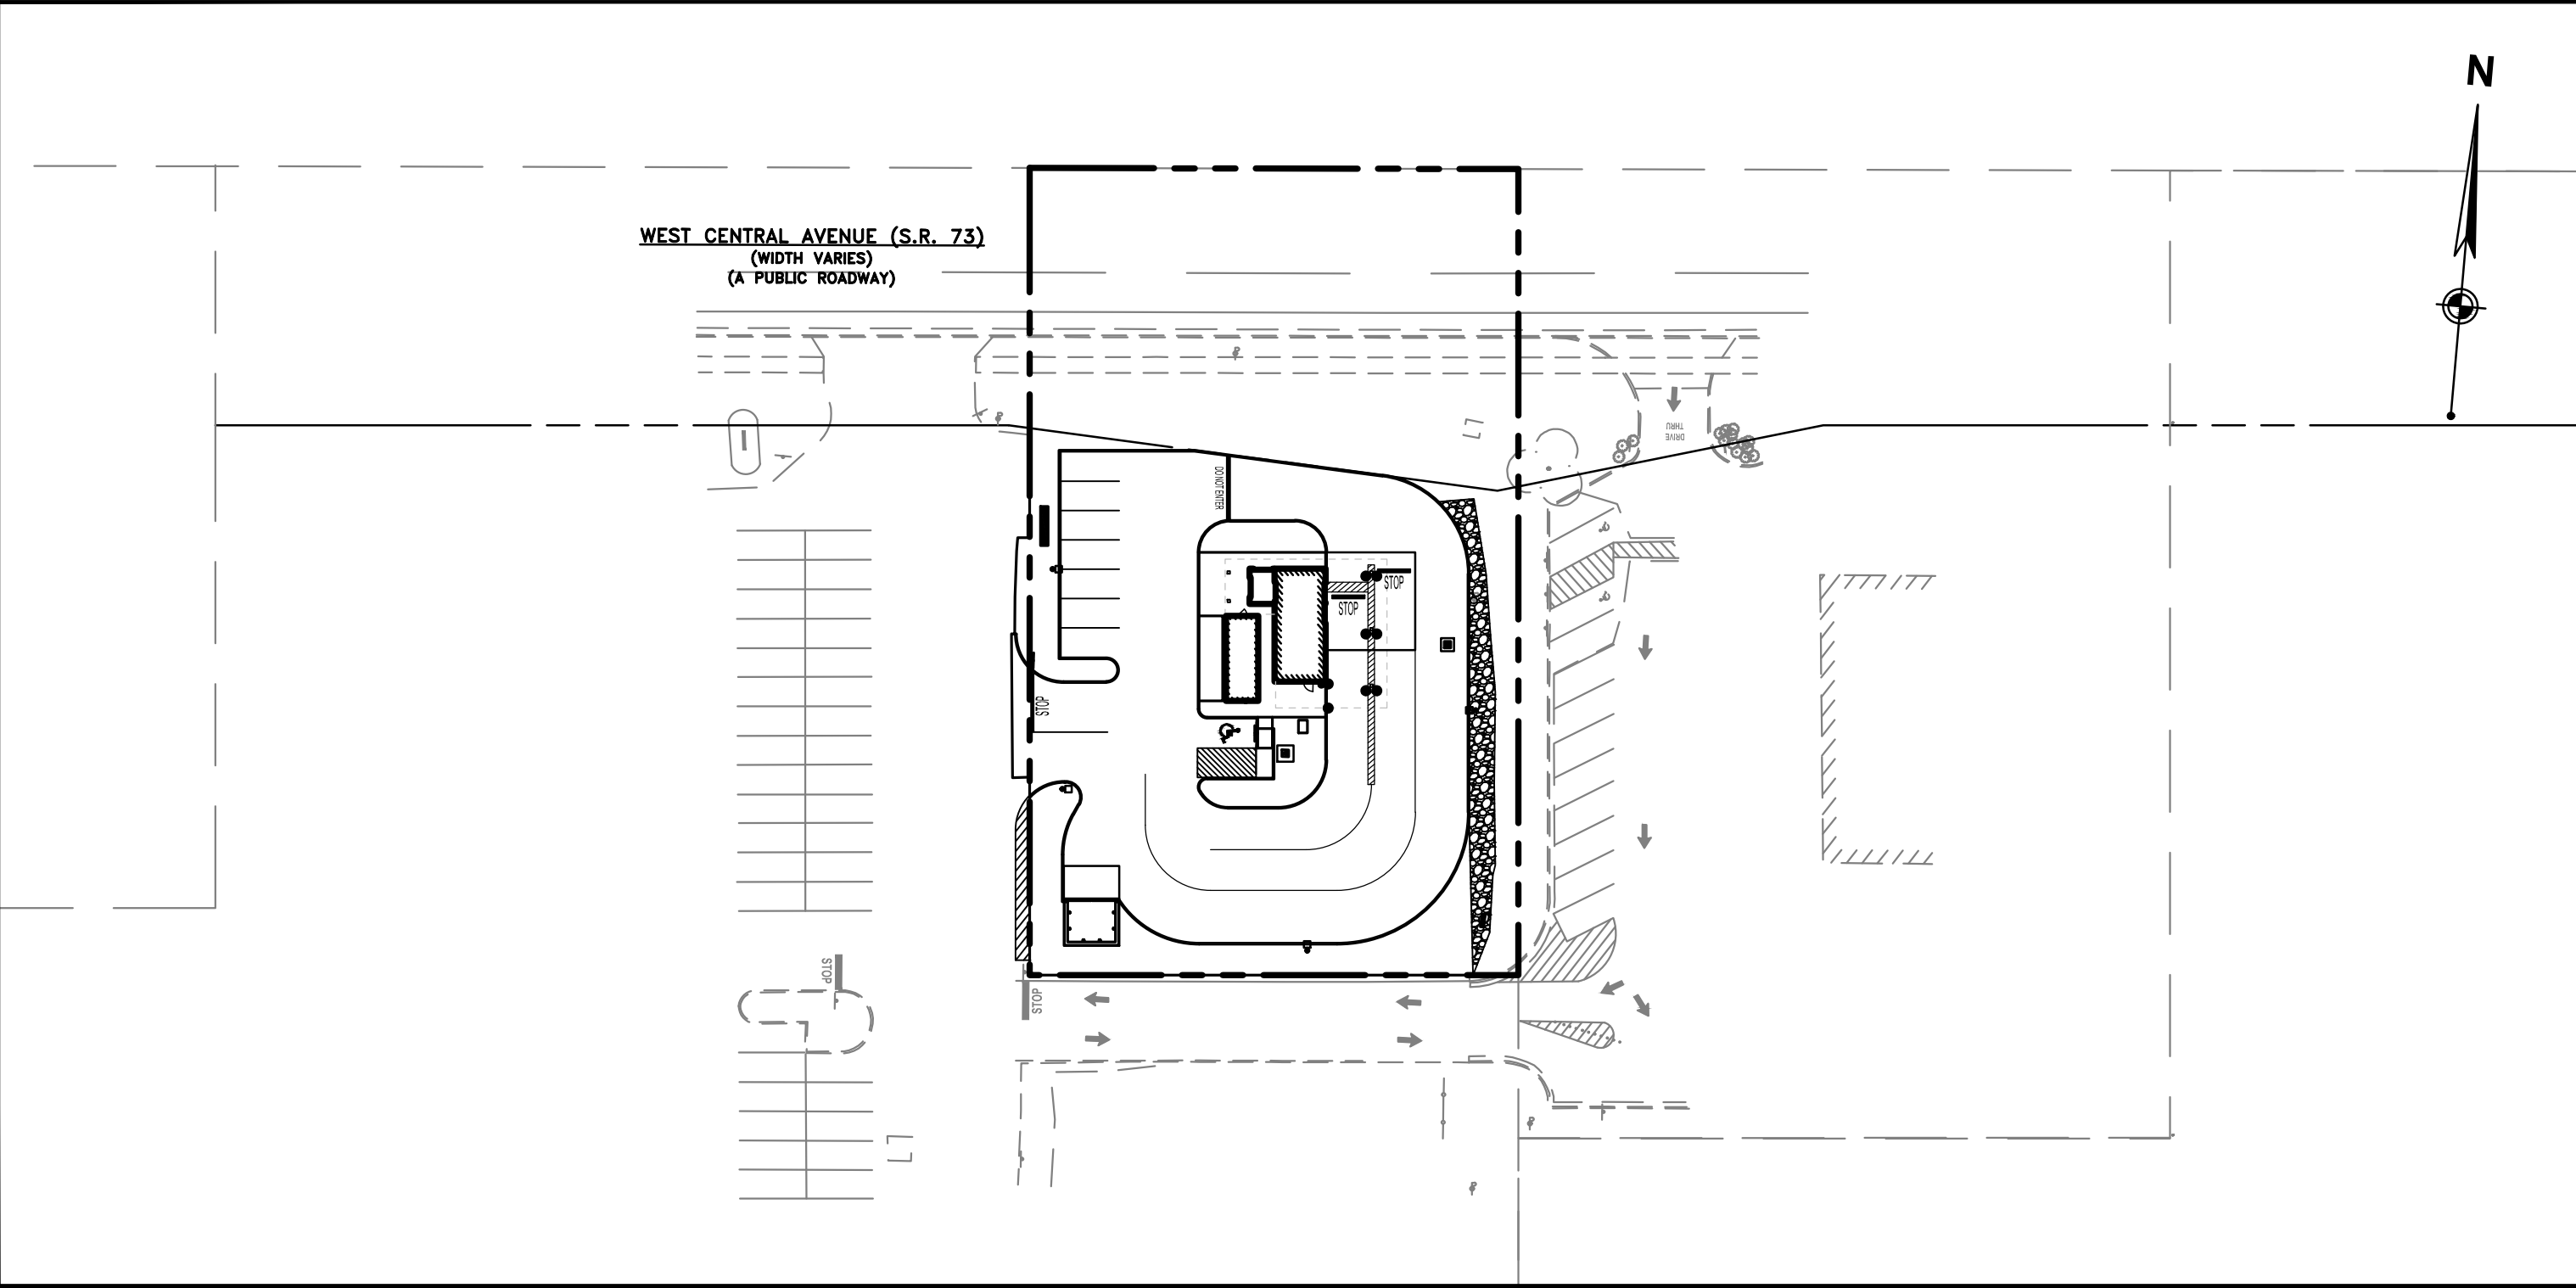 N
WEST CENTRAL AVENUE (S.R. 73)
(WIDTH VARIES)
(A PUBLIC ROADWAY)
DRIVE
THRU
DO NOT ENTER
STOP
STOP
STOP
STOP
STOP